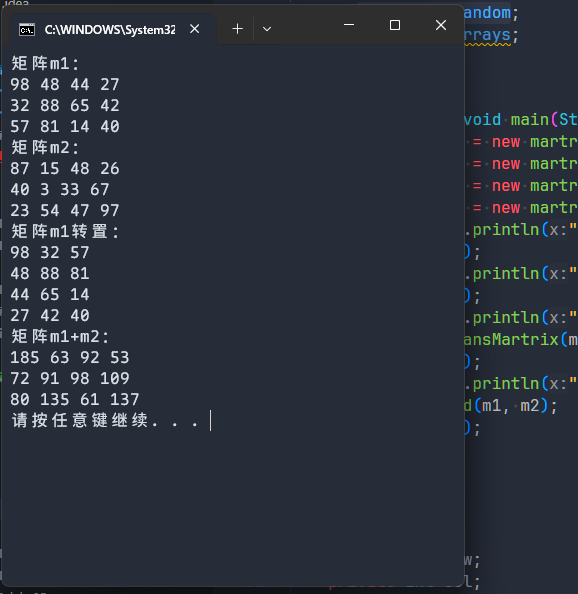 idea
andom;
C:\WINDOWS\System32
rrays;
矩阵m1:
98 48 44 27
32 88 65 42
57 81 14 40
矩阵m2:
87 15 48 26
40 3 33 67
23 54 47 97
矩阵m1转置:
98 32 57
48 88 81
44 65 14
27 42 40
矩阵m1+m2:
185 63 92 53
72 91 98 109
80 135 61 137
请按任意键继续. . .
void main(St
= new martr
= new martr
= new martr
.println(x:"
);
.println(x:"
);
.println(x:"
ansMartrix(m
);
.println(x:"
d(m1, m2);
);
w;